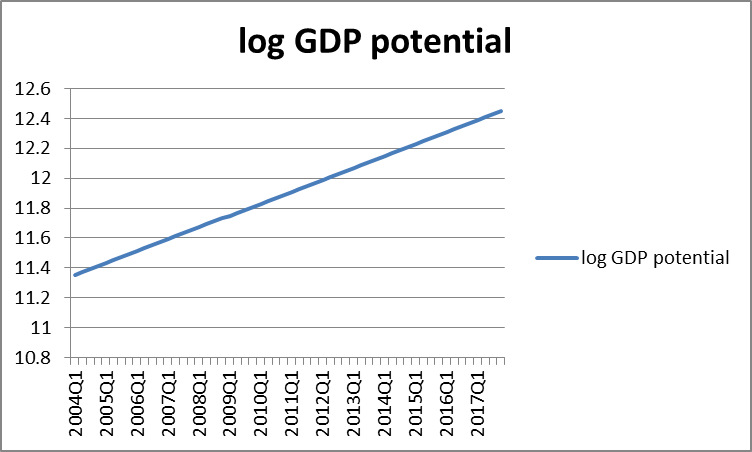 log GDP potential
12.6
12.4
12.2
12
11.8
11.6
11.4
11.2
11
10.8
2004Q1
2005Q1
2006Q1
2007Q1
2008Q1
2009Q1
2010Q1
2011Q1
2012Q1
2013Q1
2014Q1
2015Q1
2016Q1
2017Q1
log GDP potential